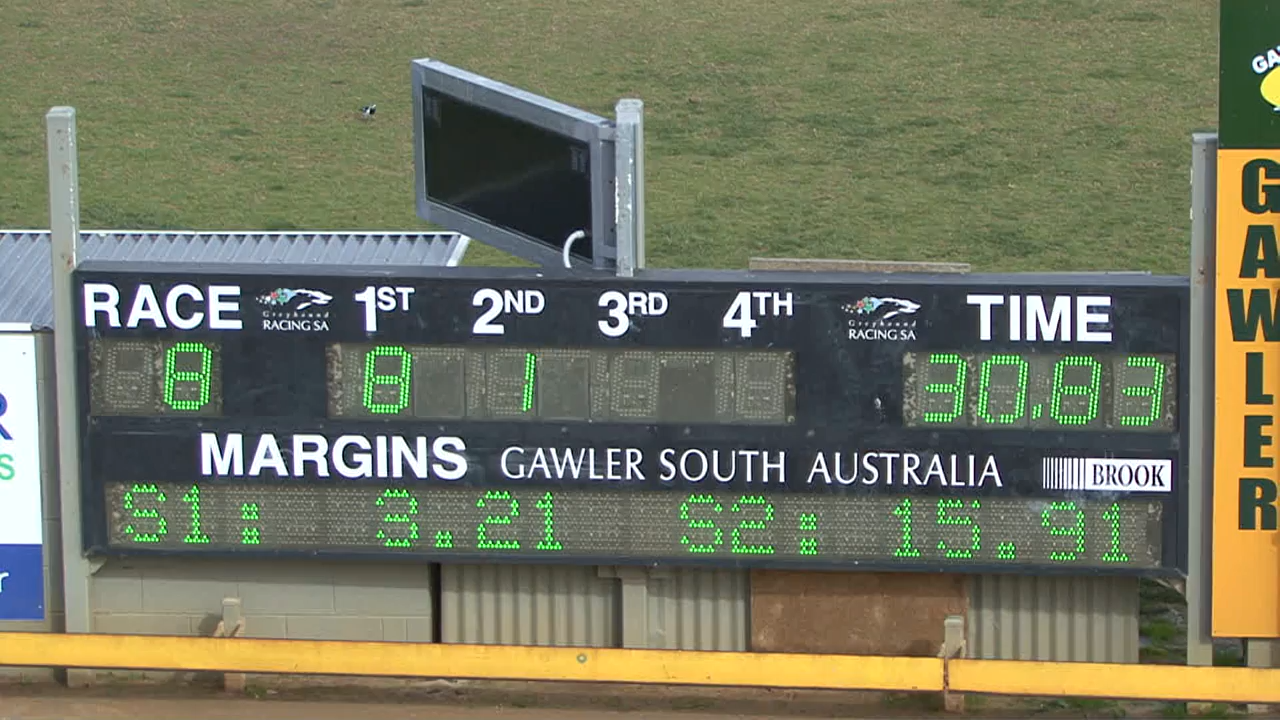 GA
RACE Greyhound RACING SA 1ST 2ND 3RD 4TH Greyhound RACING SA TIME
8 8 1 30.83
MARGINS GAWLER SOUTH AUSTRALIA BROOK
S1: 3.21 S2: 15.91
GAWLER
R
S
r